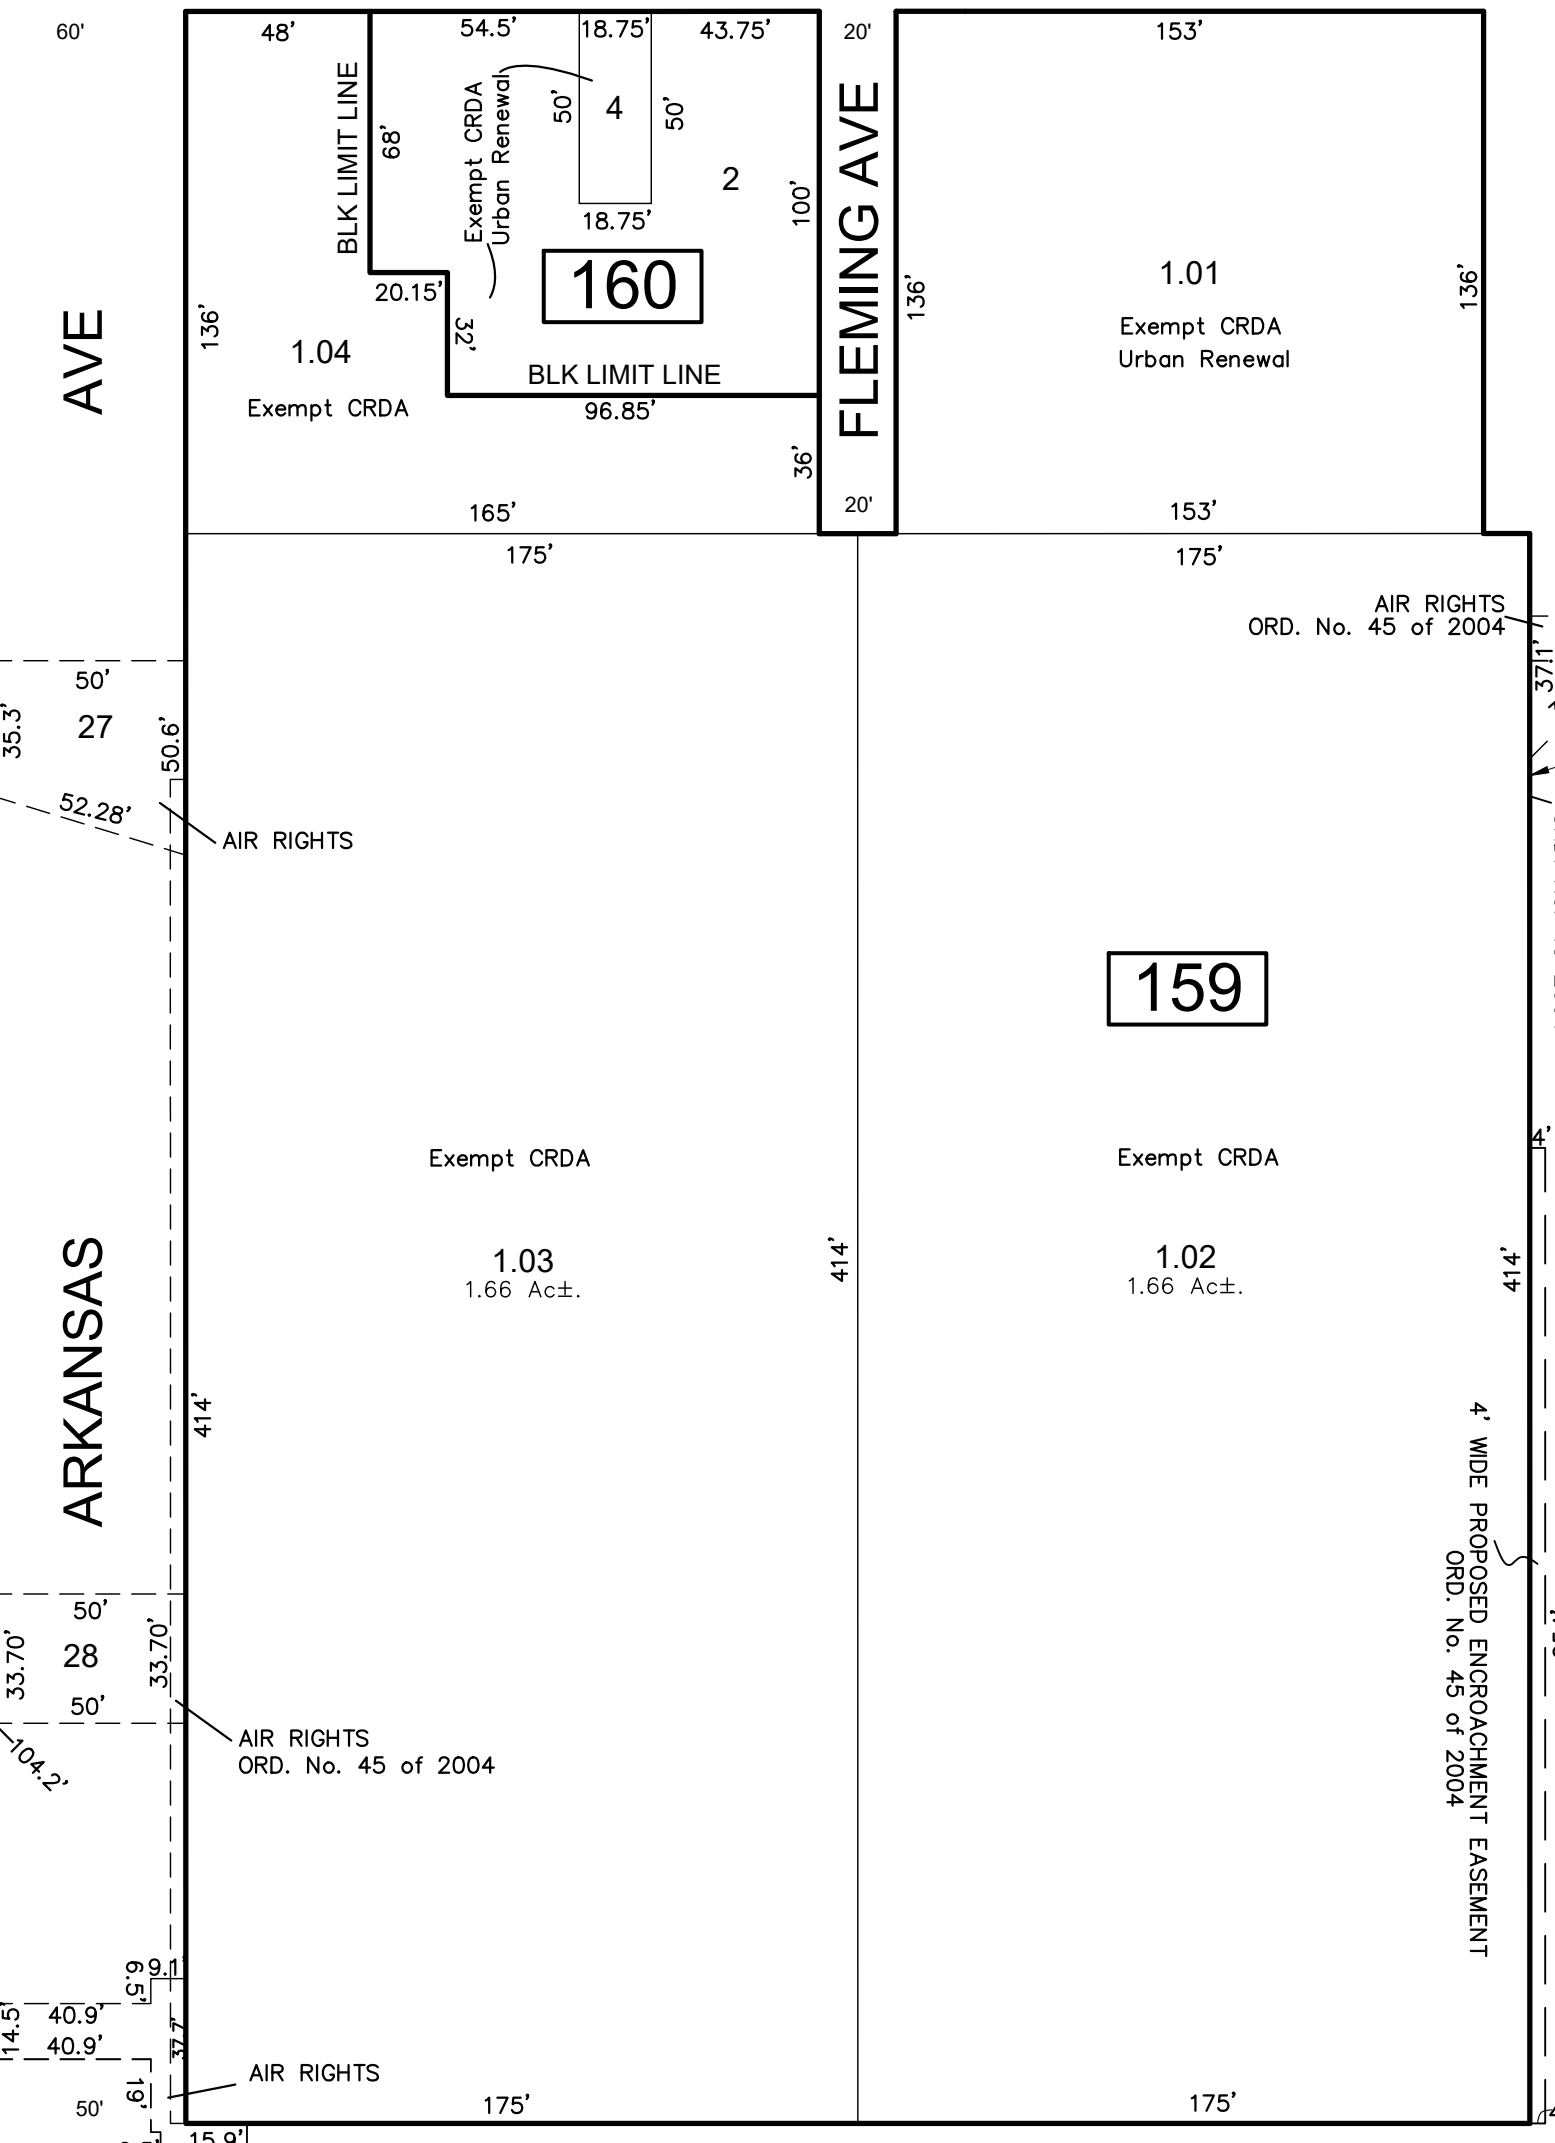 60'
48'
54.5'
18.75'
43.75'
20'
153'
BLK LIMIT LINE
68'
Exempt CRDA
Urban Renewal
50'
4
50'
2
100'
18.75'
160
20.15'
32'
BLK LIMIT LINE
96.85'
136'
1.04
Exempt CRDA
36'
165'
FLEMING AVE
20'
136'
1.01
Exempt CRDA
Urban Renewal
136'
153'
175'
175'
AIR RIGHTS
ORD. No. 45 of 2004
37.1'
ARKANSAS AVE
50'
35.3'
27
50.6'
52.28'
AIR RIGHTS
159
Exempt CRDA
Exempt CRDA
4'
1.03
1.66 Ac±.
414'
1.02
1.66 Ac±.
414'
414'
4' WIDE PROPOSED ENCROACHMENT EASEMENT
ORD. No. 45 of 2004
50'
33.70'
28
33.70'
50'
104.2'
AIR RIGHTS
ORD. No. 45 of 2004
9.1'
6.5'
40.9'
14.5'
40.9'
37.7'
AIR RIGHTS
19'
50'
175'
175'
15.9'